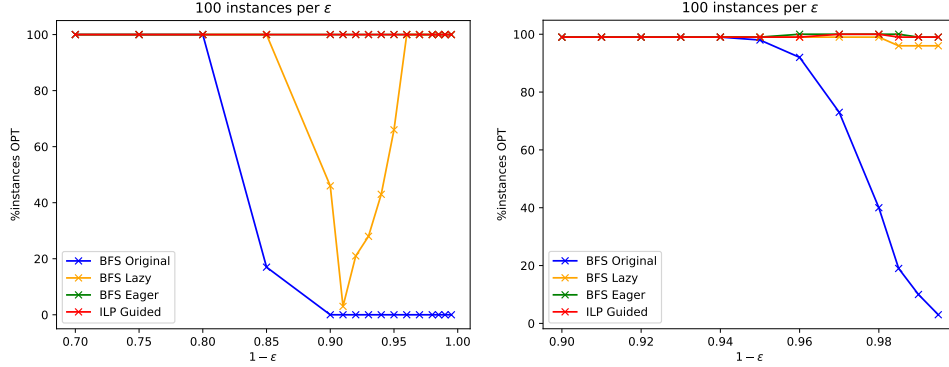 100 instances per ε
%instances OPT
100
80
60
40
20
0
BFS Original
BFS Lazy
BFS Eager
ILP Guided
0.70 0.75 0.80 0.85 0.90 0.95 1.00
1 − ε
100 instances per ε
%instances OPT
100
80
60
40
20
0
BFS Original
BFS Lazy
BFS Eager
ILP Guided
0.90 0.92 0.94 0.96 0.98
1 − ε